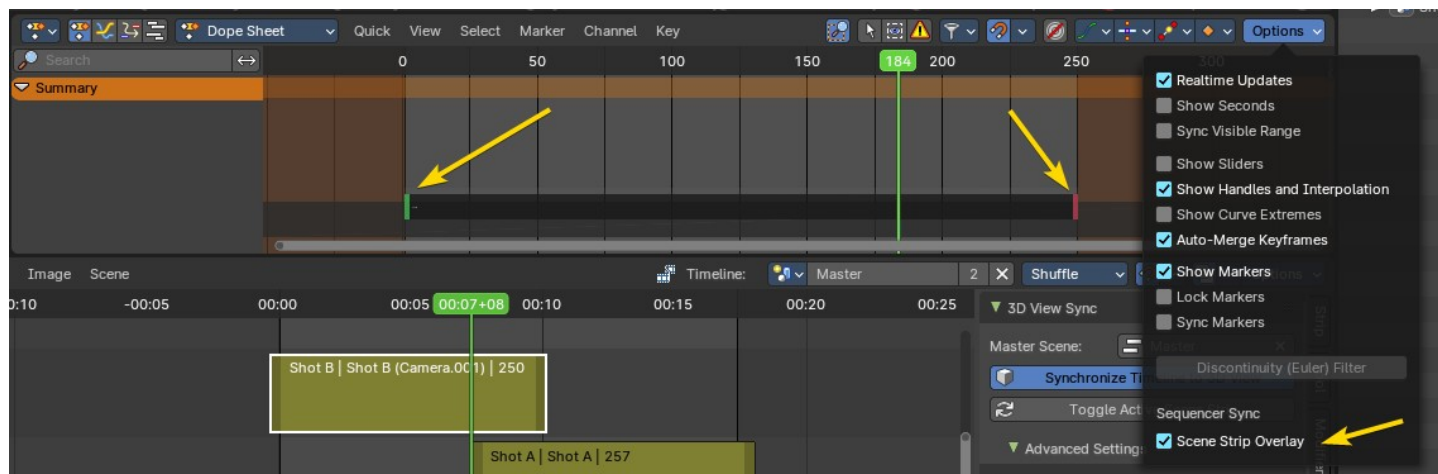 Dope Sheet Quick View Select Marker Channel Key Options
Search 0 50 100 150 184 200 250 300
Summary
Realtime Updates
Show Seconds
Sync Visible Range
Show Sliders
Show Handles and Interpolation
Show Curve Extremes
Auto-Merge Keyframes
Show Markers
Lock Markers
Sync Markers
Discontinuity (Euler) Filter
Sequencer Sync
Scene Strip Overlay
Image Scene Timeline: Master 2 Shuffle
0:10 -00:05 00:00 00:05 00:07+08 00:10 00:15 00:20 00:25
3D View Sync
Master Scene: Master
Synchronize Ti
Toggle Act
Advanced Setting
Shot B | Shot B (Camera.001) | 250
Shot A | Shot A | 257